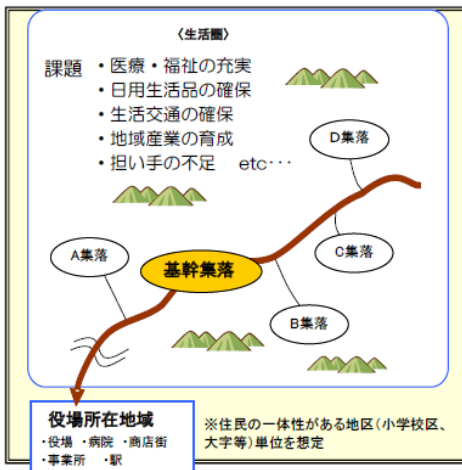 〈生活圏〉
課題 ・医療・福祉の充実
・日用生活品の確保
・生活交通の確保
・地域産業の育成
・担い手の不足 etc…
D集落
A集落
基幹集落
C集落
B集落
役場所在地域
・役場 ・病院 ・商店街
・事業所 ・駅
※住民の一体性がある地区(小学校区、
大字等)単位を想定